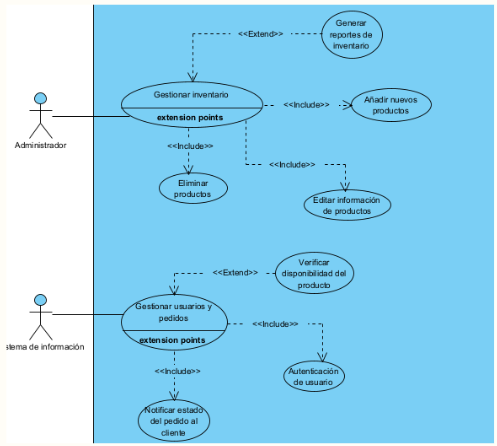 Generar
reportes de
inventario
<<Extend>>
Gestionar inventario
extension points
<<Include>>
Añadir nuevos
productos
Administrador
<<Include>>
<<Include>>
Eliminar
productos
Editar información
de productos
Verificar
disponibilidad del
producto
<<Extend>>
Gestionar usuarios y
pedidos
extension points
<<Include>>
stema de información
<<Include>>
Autenticación
de usuario
Notificar estado
del pedido al
cliente